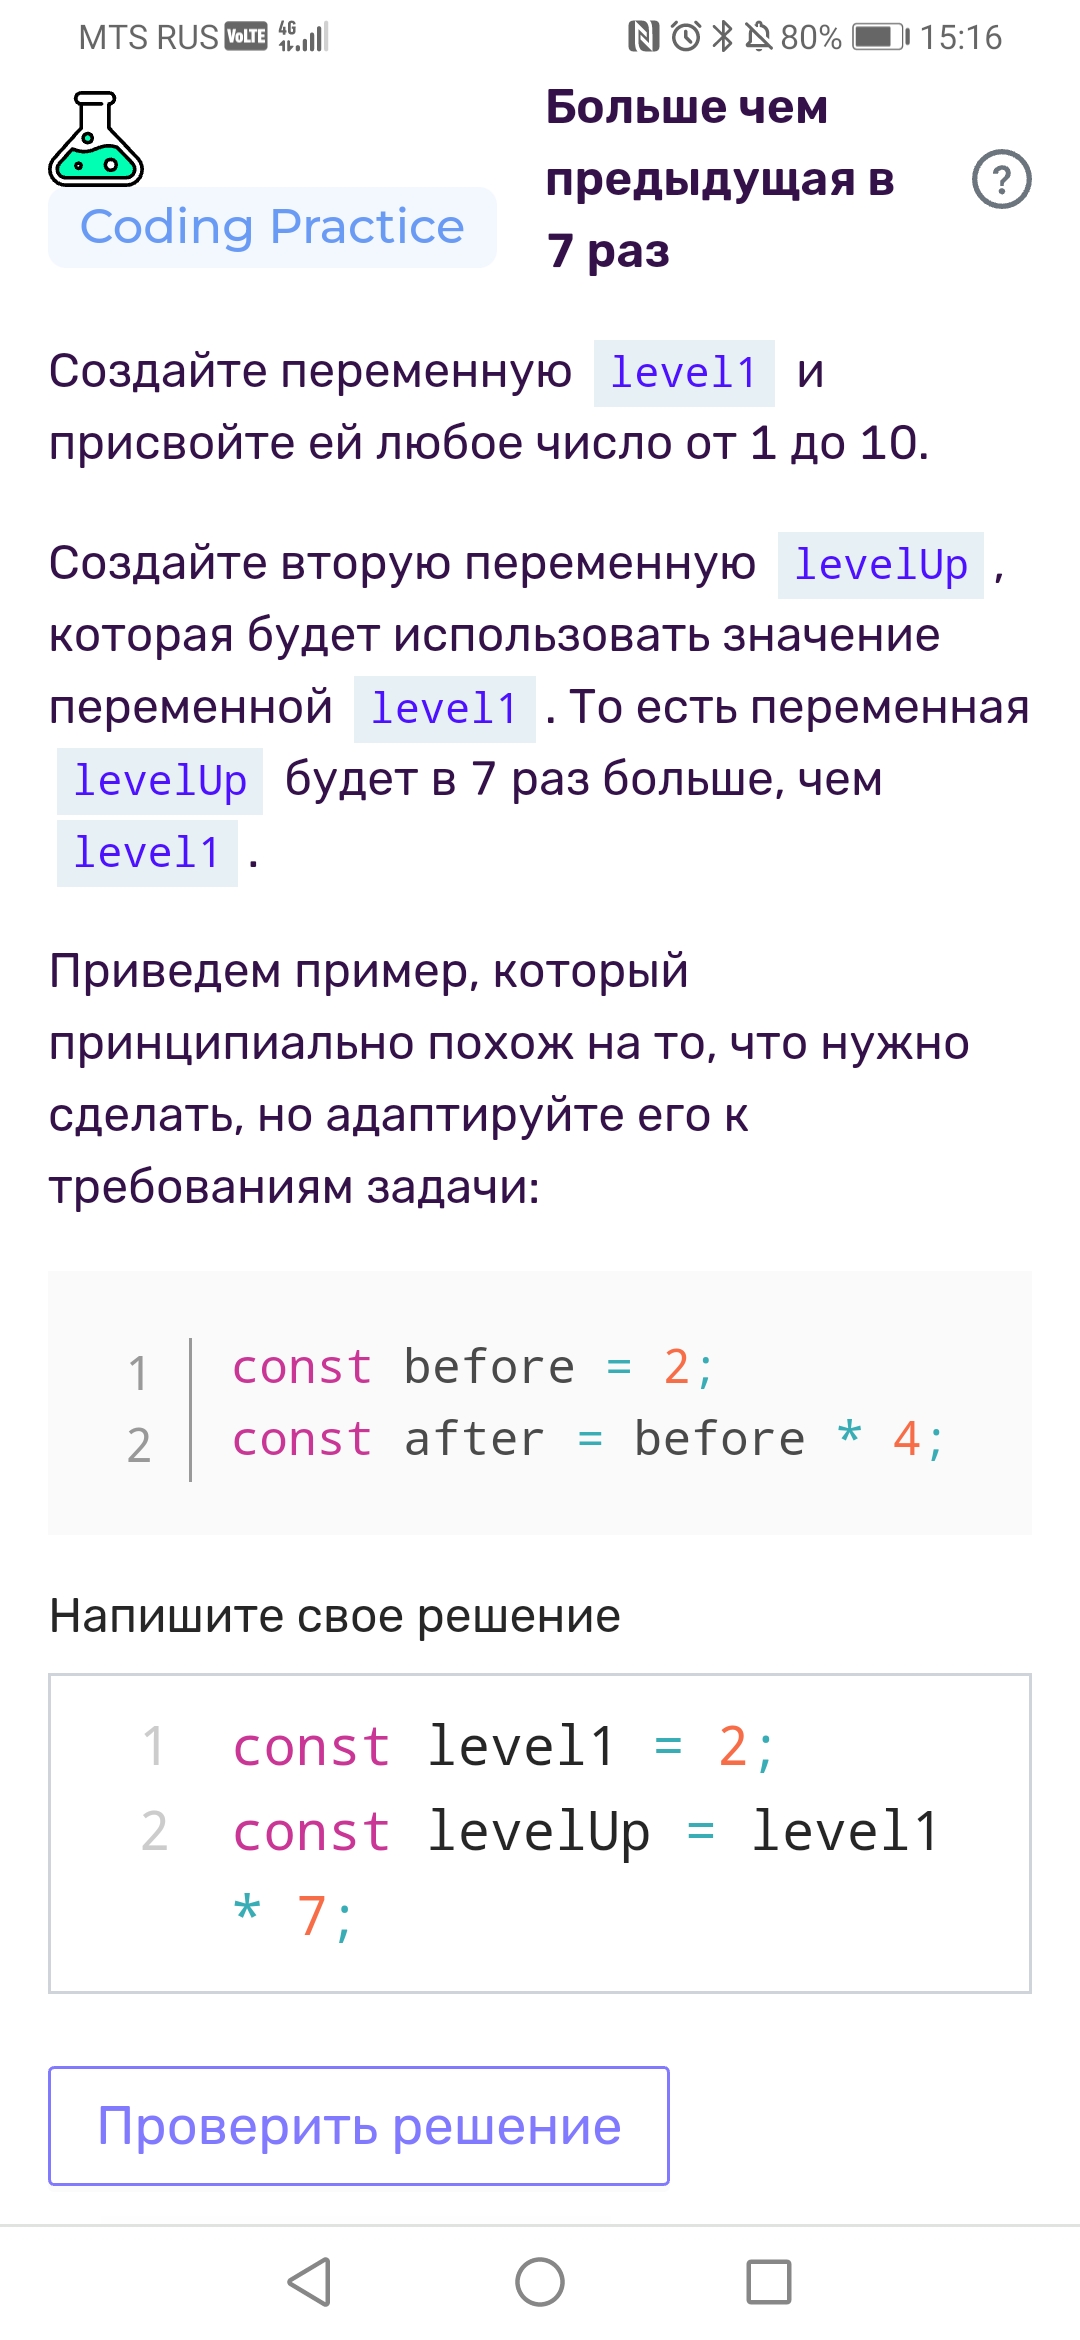 MTS RUS VoLTE 4G 80% 15:16
Больше чем
предыдущая в
7 раз
?
Coding Practice
Создайте переменную level1 и
присвойте ей любое число от 1 до 10.
Создайте вторую переменную levelUp ,
которая будет использовать значение
переменной level1 . То есть переменная
levelUp будет в 7 раз больше, чем
level1 .
Приведем пример, который
принципиально похож на то, что нужно
сделать, но адаптируйте его к
требованиям задачи:
1 const before = 2;
2 const after = before * 4;
Напишите свое решение
1 const level1 = 2;
2 const levelUp = level1
* 7;
Проверить решение